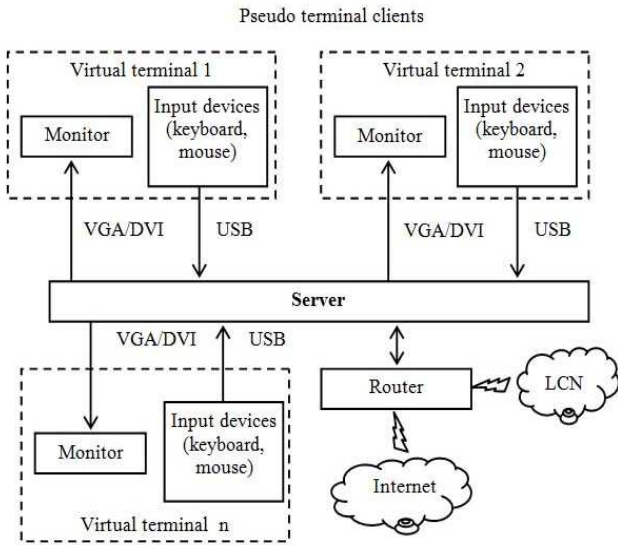 Pseudo terminal clients
Virtual terminal 1
Monitor
Input devices
(keyboard,
mouse)
VGA/DVI
USB
Virtual terminal 2
Monitor
Input devices
(keyboard,
mouse)
VGA/DVI
USB
Server
VGA/DVI
USB
Monitor
Input devices
(keyboard,
mouse)
Virtual terminal n
Router
LCN
Internet